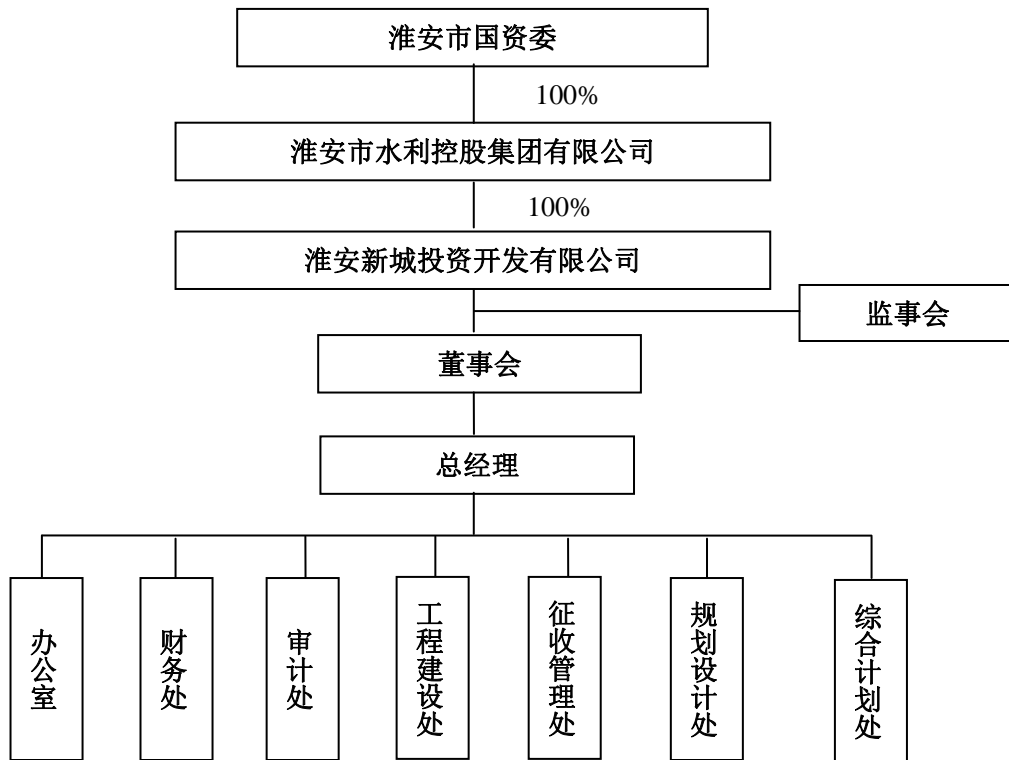 淮安市国资委
100%
淮安市水利控股集团有限公司
100%
淮安新城投资开发有限公司
监事会
董事会
总经理
办公室
财务处
审计处
工程建设处
征收管理处
规划设计处
综合计划处